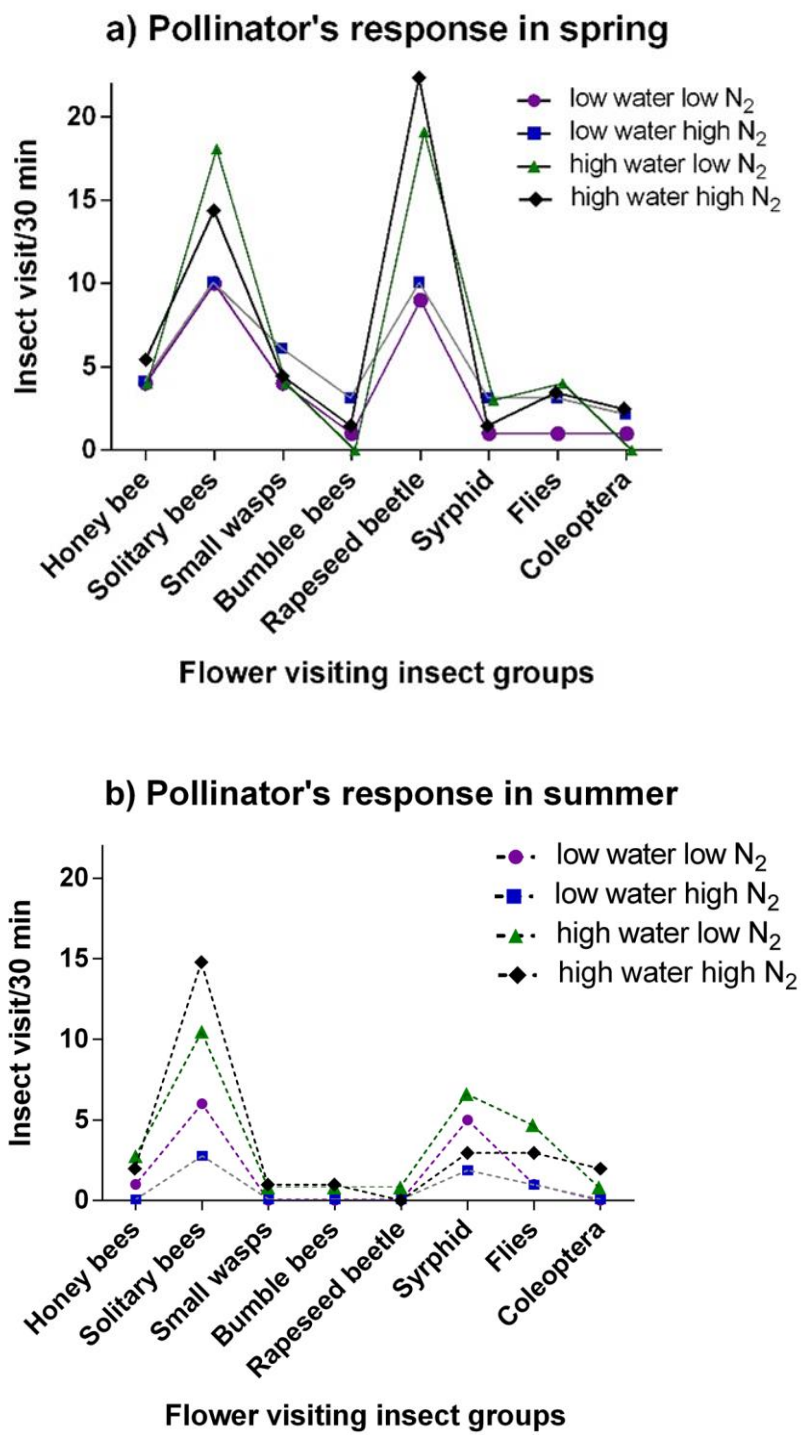 a) Pollinator's response in spring
20
15
10
5
0
Insect visit/30 min
low water low N2
low water high N2
high water low N2
high water high N2
Honey bee
Solitary bees
Small wasps
Bumblee bees
Rapeseed beetle
Syrphid
Flies
Coleoptera
Flower visiting insect groups
b) Pollinator's response in summer
20
15
10
5
0
Insect visit/30 min
low water low N2
low water high N2
high water low N2
high water high N2
Honey bees
Solitary bees
Small wasps
Bumble bees
Rapeseed beetle
Syrphid
Flies
Coleoptera
Flower visiting insect groups